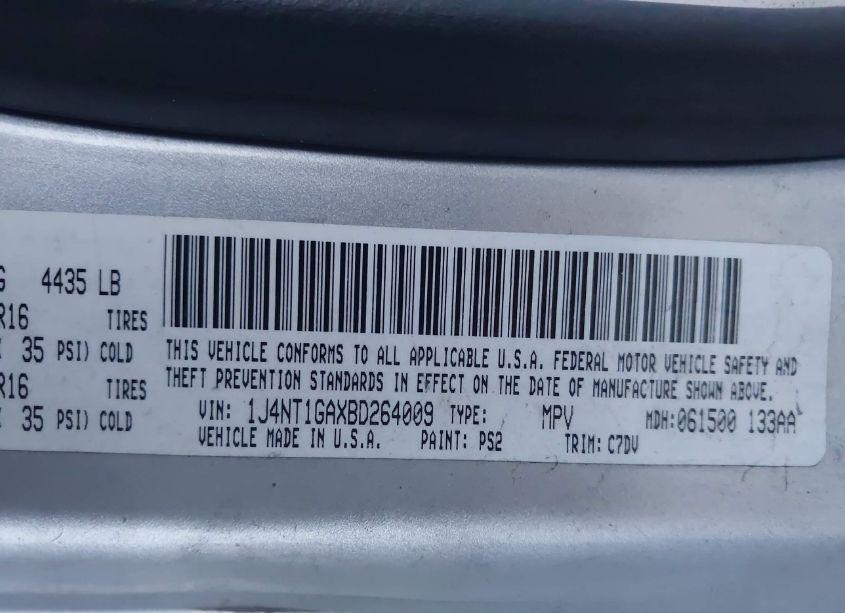 G 4435 LB
R16 TIRES
35 PSI) COLD
R16 TIRES
35 PSI) COLD
THIS VEHICLE CONFORMS TO ALL APPLICABLE U.S.A. FEDERAL MOTOR VEHICLE SAFETY AND
THEFT PREVENTION STANDARDS IN EFFECT ON THE DATE OF MANUFACTURE SHOWN ABOVE.
VIN: 1J4NT1GAXBD264009 TYPE: MPV MDH:061500 133AA
VEHICLE MADE IN U.S.A. PAINT: PS2 TRIM: C7DV